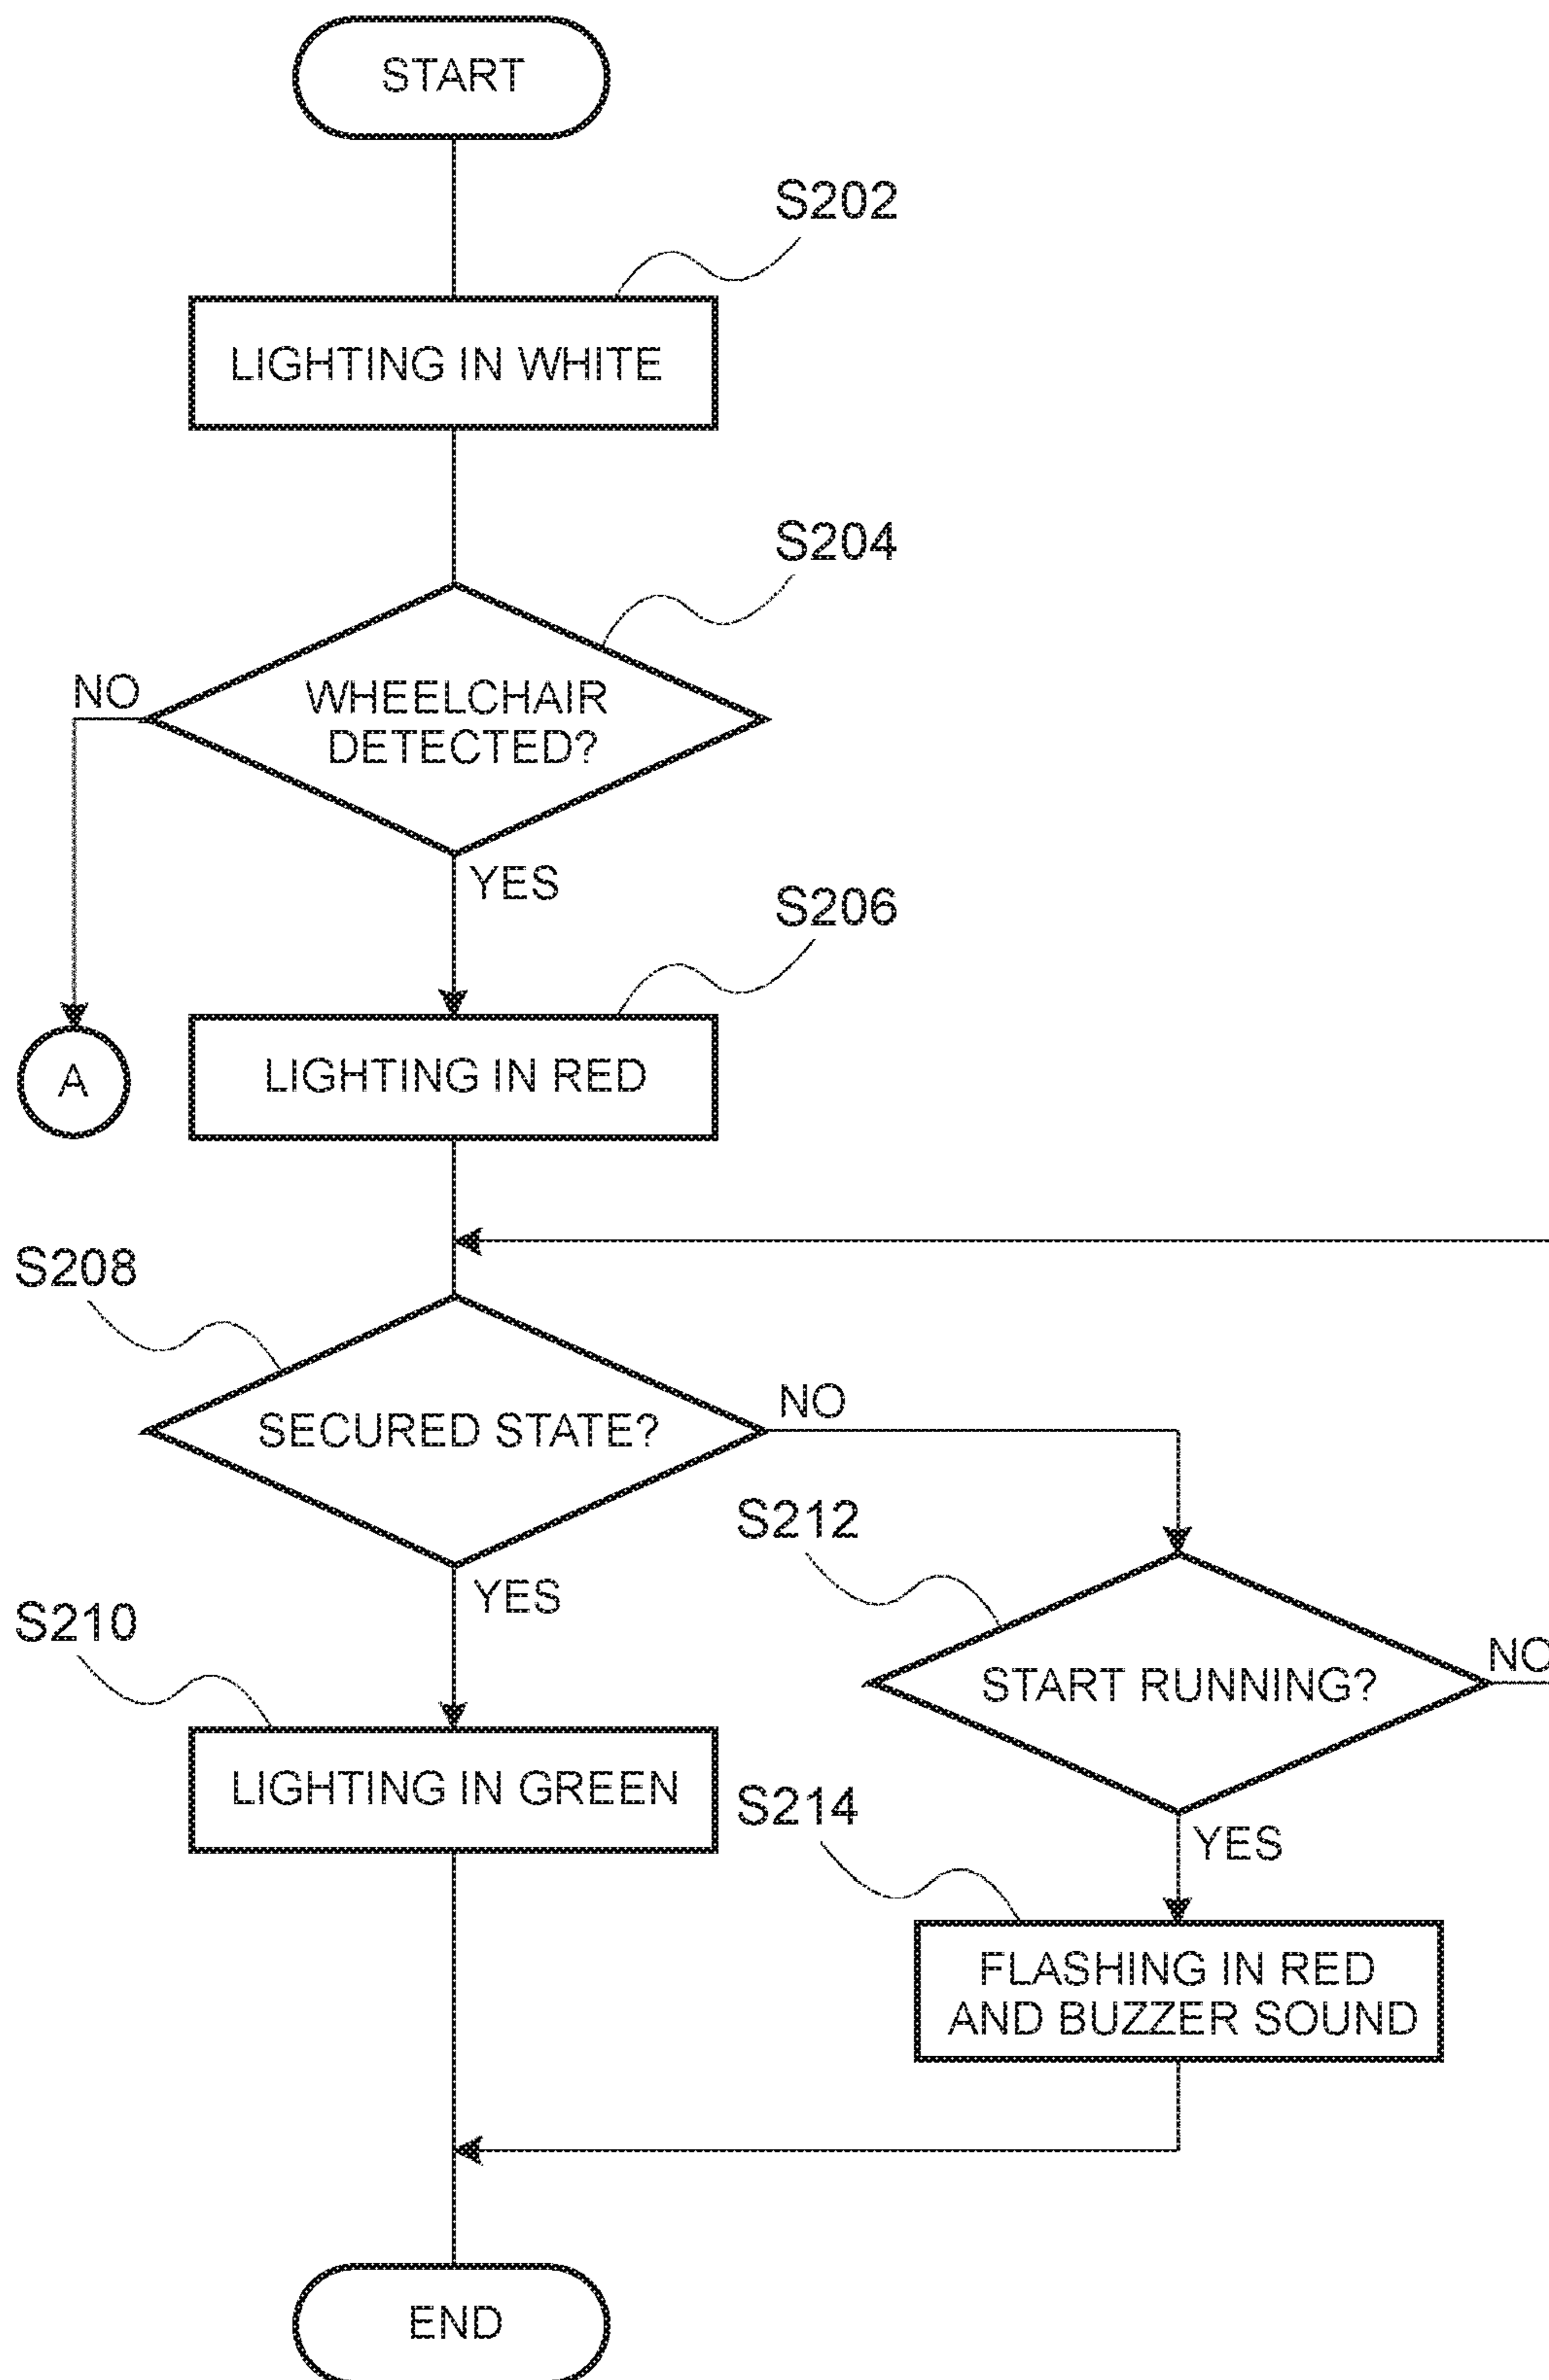 START
S202
LIGHTING IN WHITE
S204
NO
WHEELCHAIR
DETECTED?
YES
S206
A
LIGHTING IN RED
S208
SECURED STATE?
NO
S212
YES
S210
START RUNNING?
NO
LIGHTING IN GREEN
S214
YES
FLASHING IN RED
AND BUZZER SOUND
END